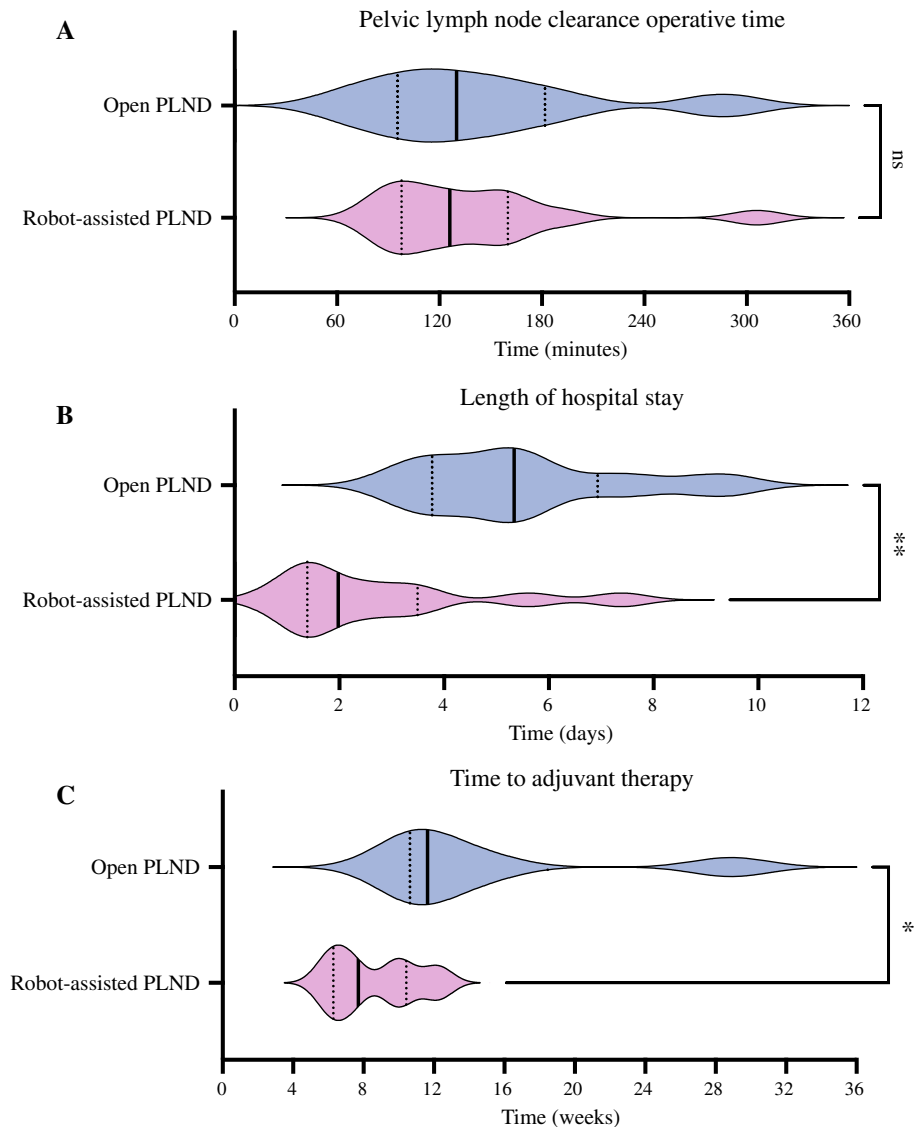 A
Pelvic lymph node clearance operative time
Open PLND
Robot-assisted PLND
ns
0 60 120 180 240 300 360
Time (minutes)
B
Length of hospital stay
Open PLND
Robot-assisted PLND
**
0 2 4 6 8 10 12
Time (days)
C
Time to adjuvant therapy
Open PLND
Robot-assisted PLND
*
0 4 8 12 16 20 24 28 32 36
Time (weeks)